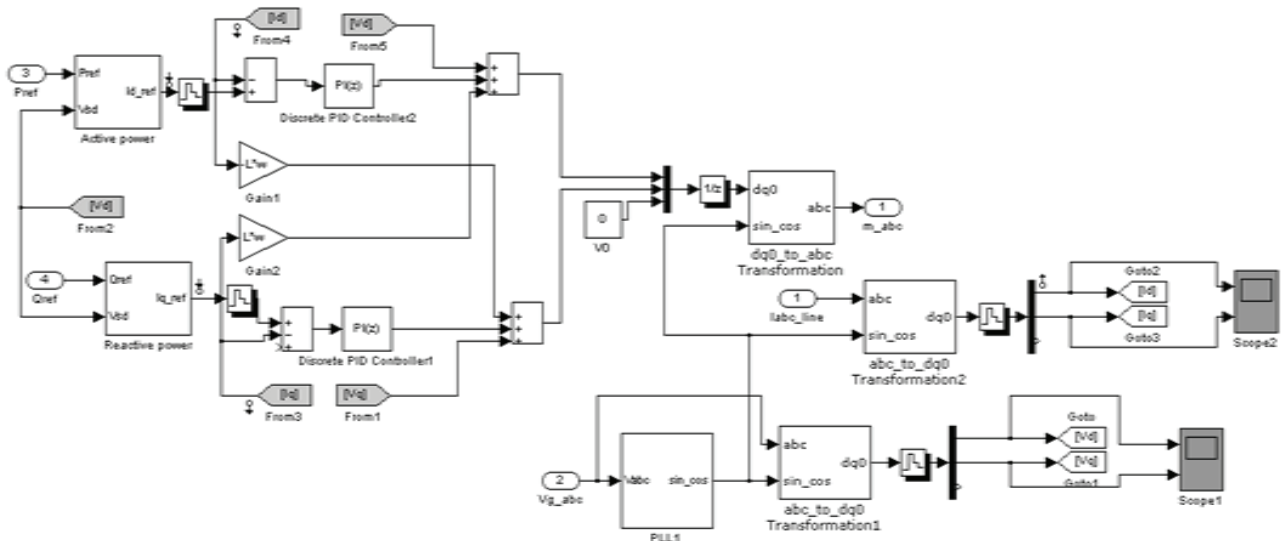 [Id]
From4
[Vd]
From5
3
Pref
Pref
Vsd
Id_ref
Active power
-
+
PI(z)
Discrete PID Controller2
+
+
+
L*w
Gain1
[Vd]
From2
L*w
Gain2
4
Qref
Qref
Vsd
Iq_ref
Reactive power
+
-
+
PI(z)
Discrete PID Controlller1
+
+
+
[Iq]
From3
[Vq]
From1
0
V0
1/z
dq0
sin_cos
abc
dq0_to_abc
Transformation
1
m_abc
1
Iabc_line
abc
sin_cos
dq0
abc_to_dq0
Transformation2
Goto2
[Id]
[Iq]
Goto3
Scope2
2
Vg_abc
Vabc
sin_cos
PLL1
abc
sin_cos
dq0
abc_to_dq0
Transformation1
Goto
[Vd]
[Vq]
Goto1
Scope1